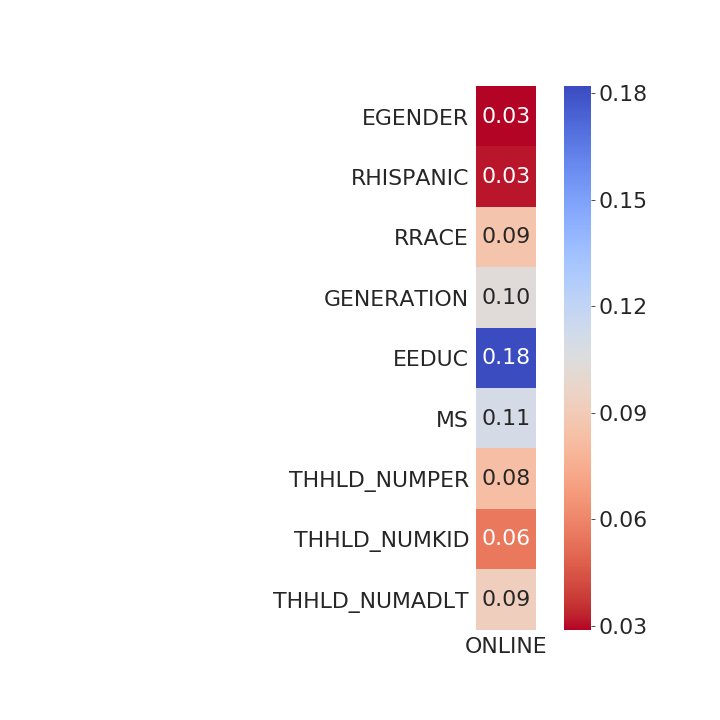 EGENDER 0.03
RHISPANIC 0.03
RRACE 0.09
GENERATION 0.10
EEDUC 0.18
MS 0.11
THHLD_NUMPER 0.08
THHLD_NUMKID 0.06
THHLD_NUMADLT 0.09
ONLINE
0.18
0.15
0.12
0.09
0.06
0.03